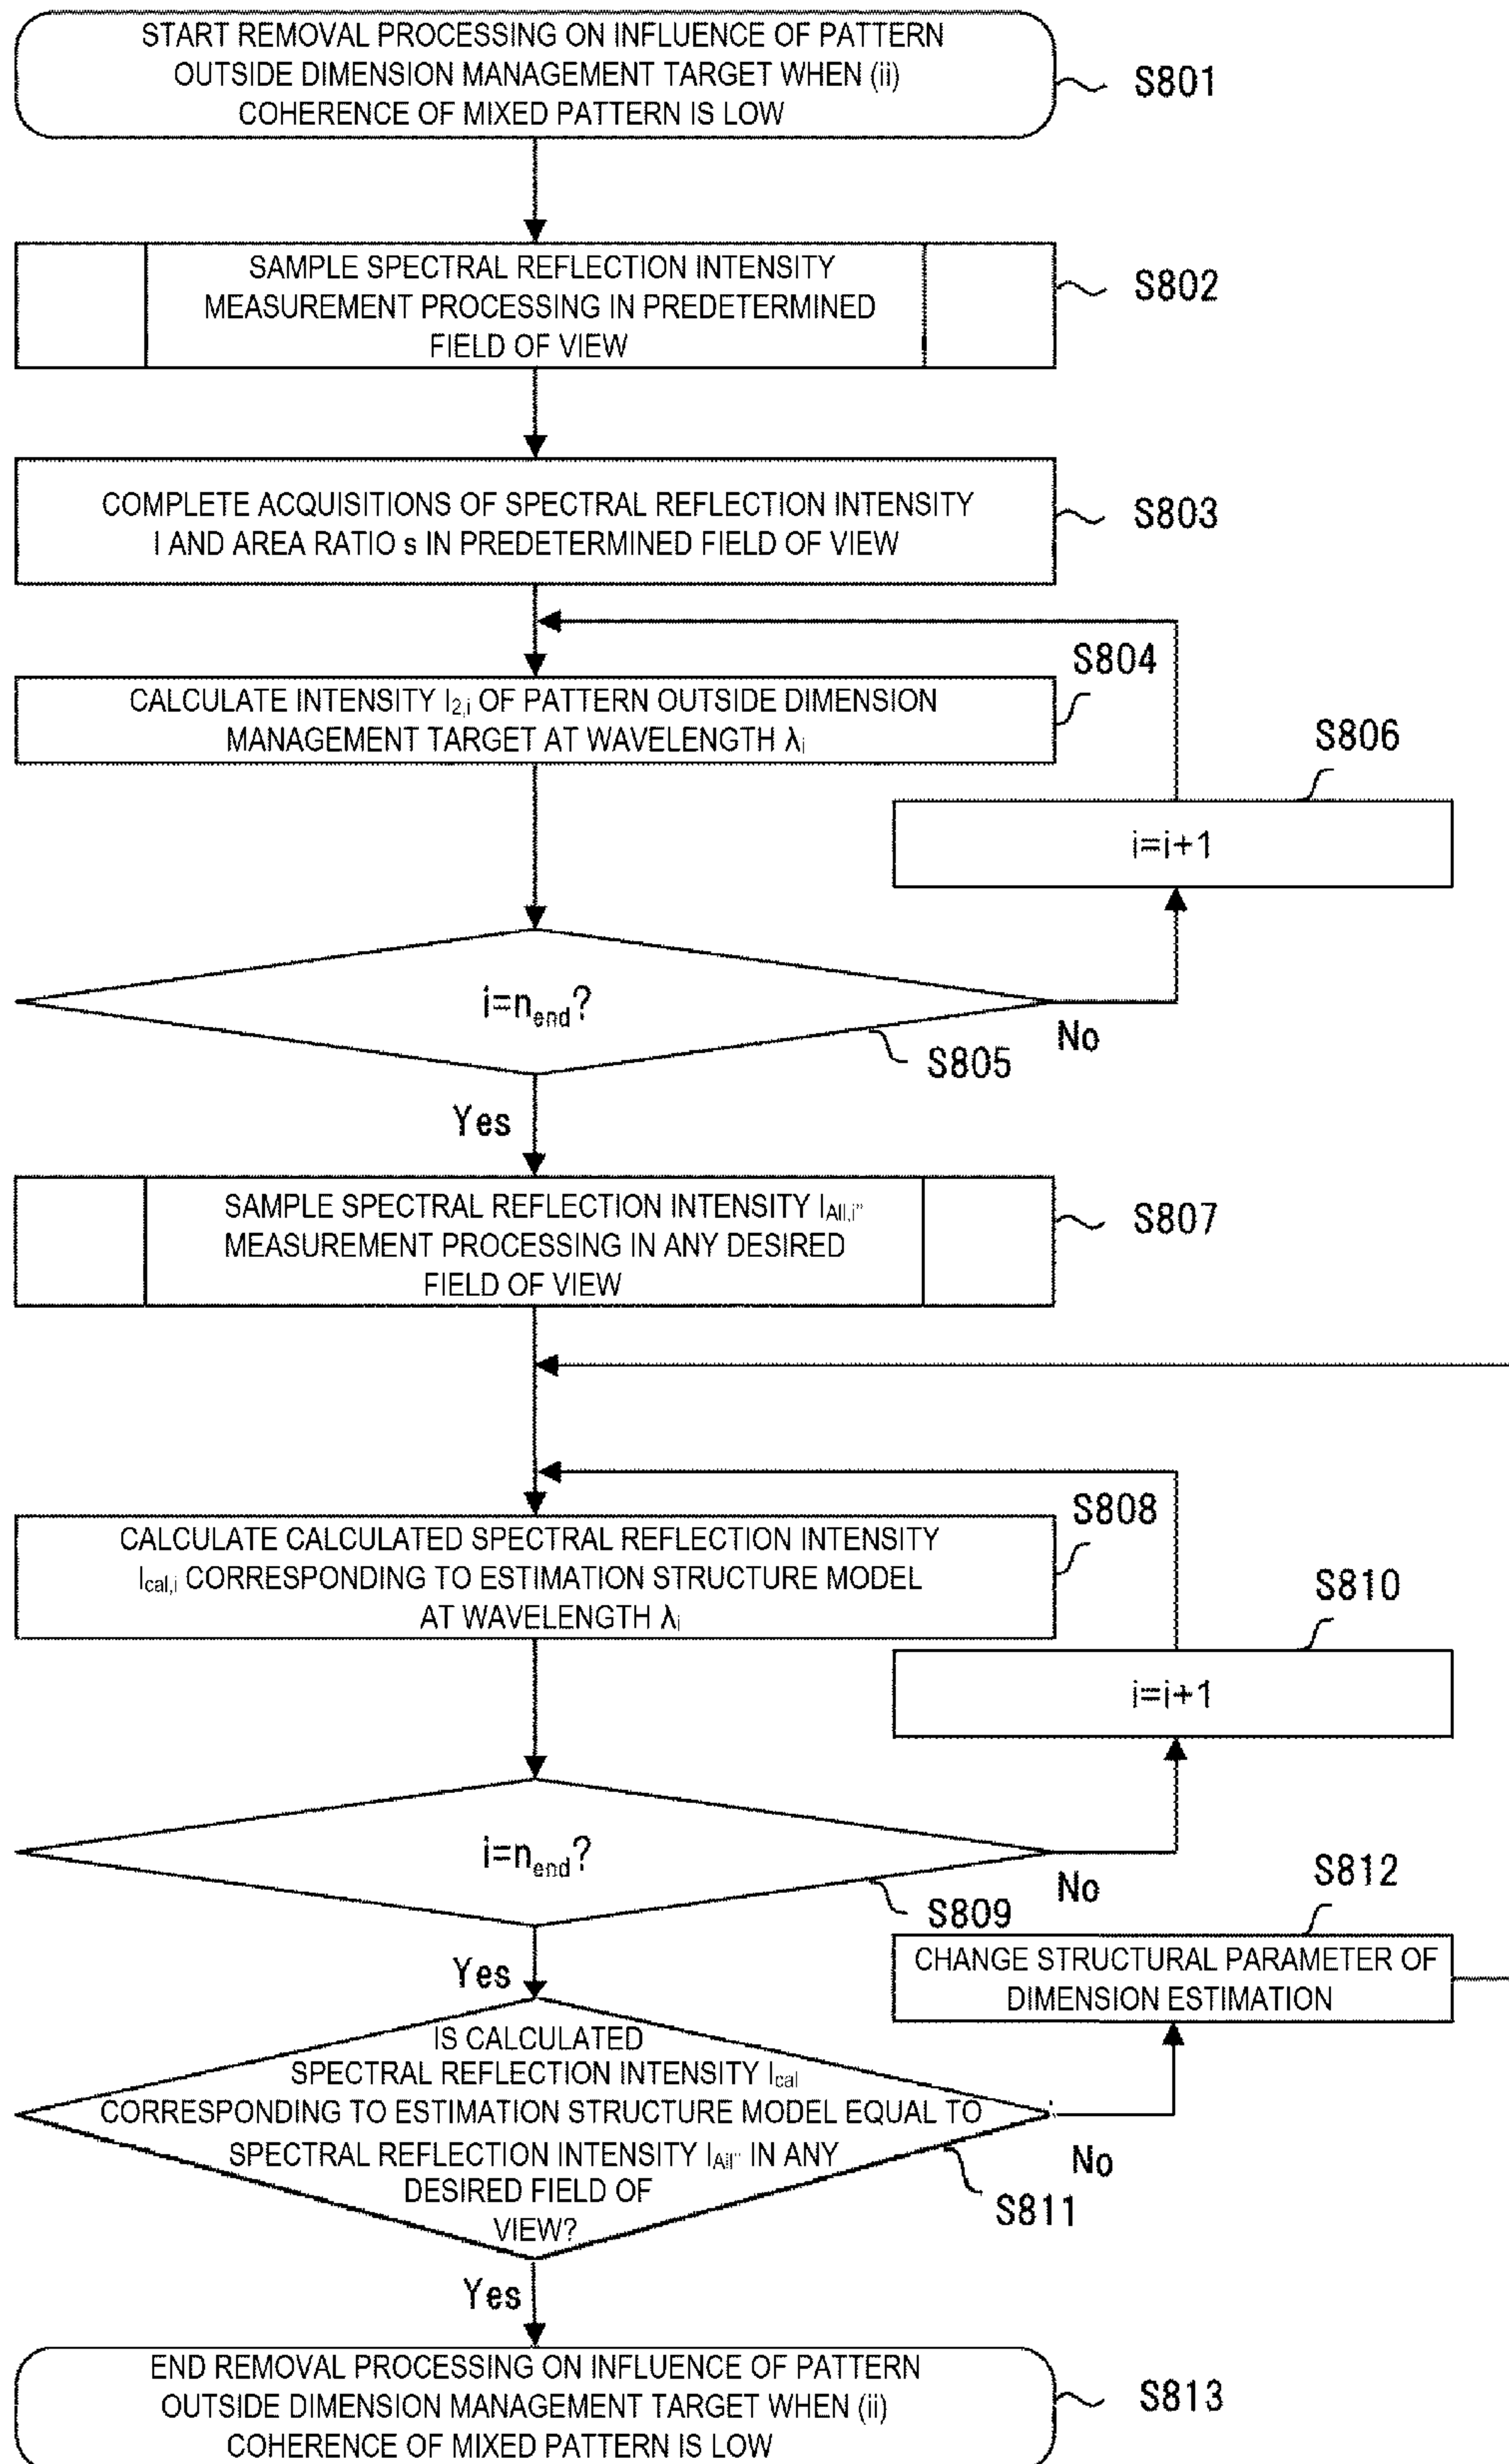 START REMOVAL PROCESSING ON INFLUENCE OF PATTERN
OUTSIDE DIMENSION MANAGEMENT TARGET WHEN (ii)
COHERENCE OF MIXED PATTERN IS LOW
S801
SAMPLE SPECTRAL REFLECTION INTENSITY
MEASUREMENT PROCESSING IN PREDETERMINED
FIELD OF VIEW
S802
COMPLETE ACQUISITIONS OF SPECTRAL REFLECTION INTENSITY
I AND AREA RATIO s IN PREDETERMINED FIELD OF VIEW
S803
S804
CALCULATE INTENSITY I2,i OF PATTERN OUTSIDE DIMENSION
MANAGEMENT TARGET AT WAVELENGTH λi
S806
i=i+1
i=nend?
S805
No
Yes
SAMPLE SPECTRAL REFLECTION INTENSITY IAll,i"
MEASUREMENT PROCESSING IN ANY DESIRED
FIELD OF VIEW
S807
S808
CALCULATE CALCULATED SPECTRAL REFLECTION INTENSITY
Ical,i CORRESPONDING TO ESTIMATION STRUCTURE MODEL
AT WAVELENGTH λi
S810
i=i+1
i=nend?
S809
No
Yes
S812
CHANGE STRUCTURAL PARAMETER OF
DIMENSION ESTIMATION
IS CALCULATED
SPECTRAL REFLECTION INTENSITY Ical
CORRESPONDING TO ESTIMATION STRUCTURE MODEL EQUAL TO
SPECTRAL REFLECTION INTENSITY IAll" IN ANY
DESIRED FIELD OF
VIEW?
S811
No
Yes
END REMOVAL PROCESSING ON INFLUENCE OF PATTERN
OUTSIDE DIMENSION MANAGEMENT TARGET WHEN (ii)
COHERENCE OF MIXED PATTERN IS LOW
S813